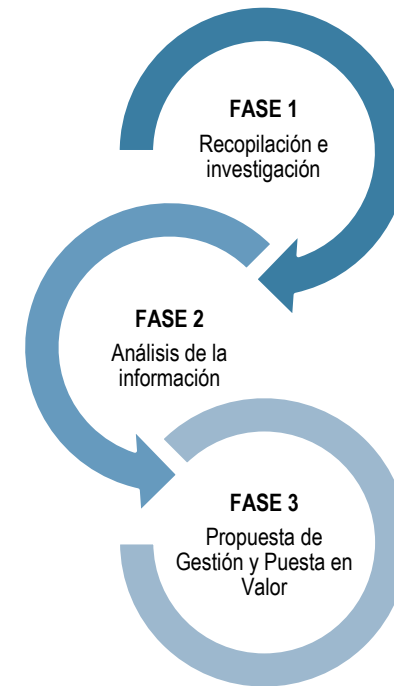 FASE 1
Recopilación e
investigación
FASE 2
Análisis de la
información
FASE 3
Propuesta de
Gestión y Puesta en
Valor